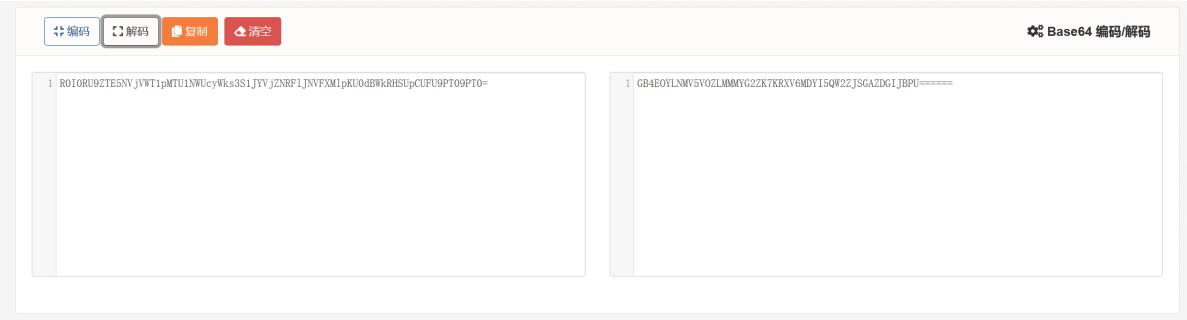 编码 解码 复制 清空 Base64 编码/解码
1 R0I0RU9ZTE5NVjVWT1pMTU1NWUcyWks3S1JYVjZNRFlJNVFXMlpKU0dBWkRHSUpCUFU9PT09PT0=
1 GB4EOYLNMV5VOZLMMMYG2ZK7KRXV6MDYI5QW2ZJSGAZDGIJBPU======